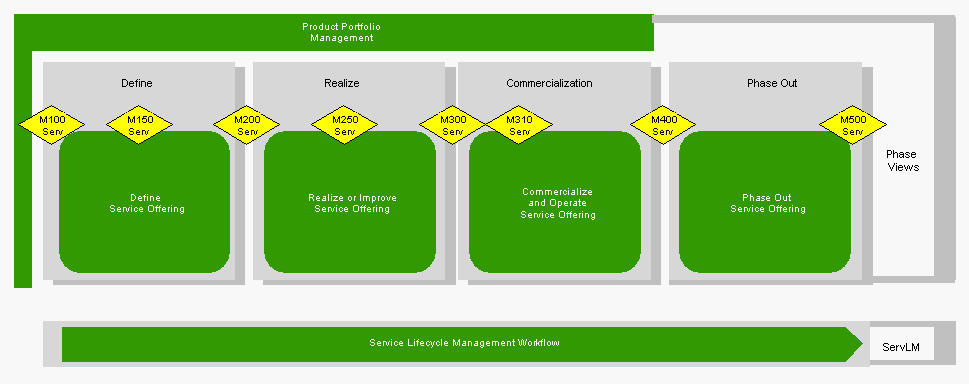 Product Portfolio
Management
Define
Realize
Commercialization
Phase Out
M100
Serv
M150
Serv
M200
Serv
M250
Serv
M300
Serv
M310
Serv
M400
Serv
M500
Serv
Phase
Views
Define
Service Offering
Realize or Improve
Service Offering
Commercialize
and Operate
Service Offering
Phase Out
Service Offering
Service Lifecycle Management Workflow
ServLM